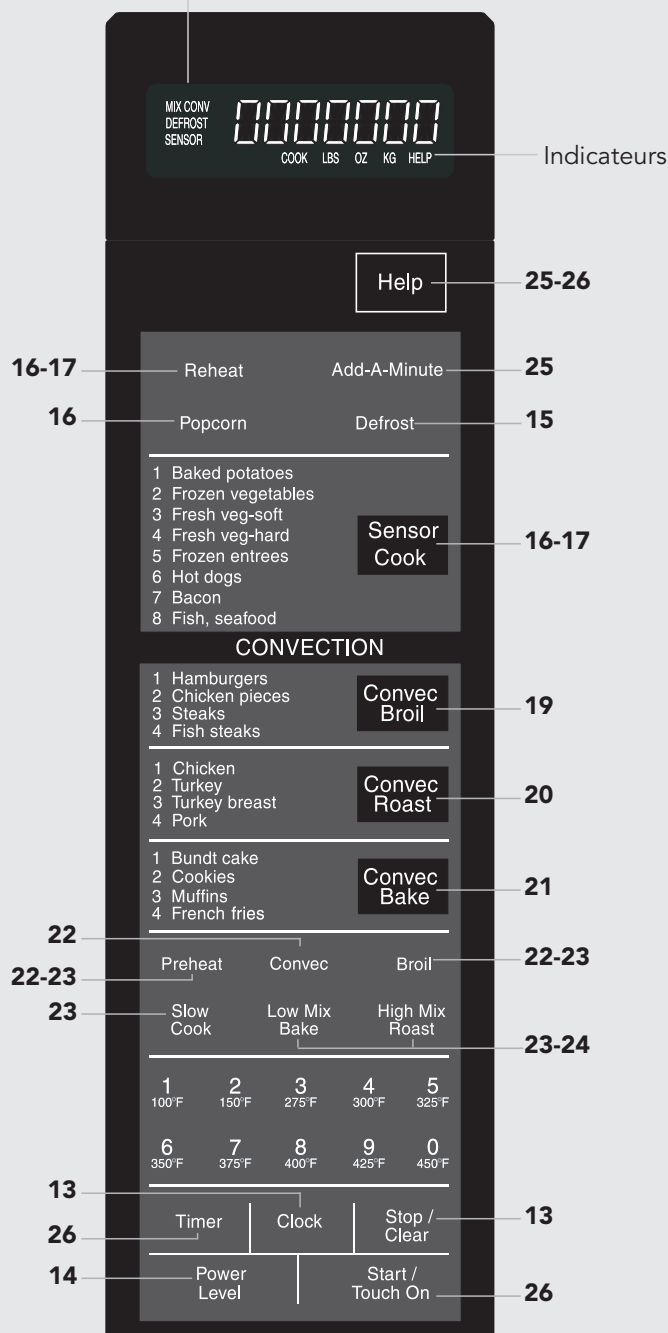 MIX CONV
DEFROST
SENSOR
0000000
COOK LBS OZ KG HELP
Indicateurs
Help
25-26
16-17
Reheat
Add-A-Minute
25
16
Popcorn
Defrost
15
1 Baked potatoes
2 Frozen vegetables
3 Fresh veg-soft
4 Fresh veg-hard
5 Frozen entrees
6 Hot dogs
7 Bacon
8 Fish, seafood
Sensor
Cook
16-17
CONVECTION
1 Hamburgers
2 Chicken pieces
3 Steaks
4 Fish steaks
Convec
Broil
19
1 Chicken
2 Turkey
3 Turkey breast
4 Pork
Convec
Roast
20
1 Bundt cake
2 Cookies
3 Muffins
4 French fries
Convec
Bake
21
22
22-23
Preheat
Convec
Broil
22-23
23
Slow
Cook
Low Mix
Bake
High Mix
Roast
23-24
1 2 3 4 5
100°F 150°F 275°F 300°F 325°F
6 7 8 9 0
350°F 375°F 400°F 425°F 450°F
13
Timer
Clock
Stop /
Clear
13
26
14
Power
Level
Start /
Touch On
26